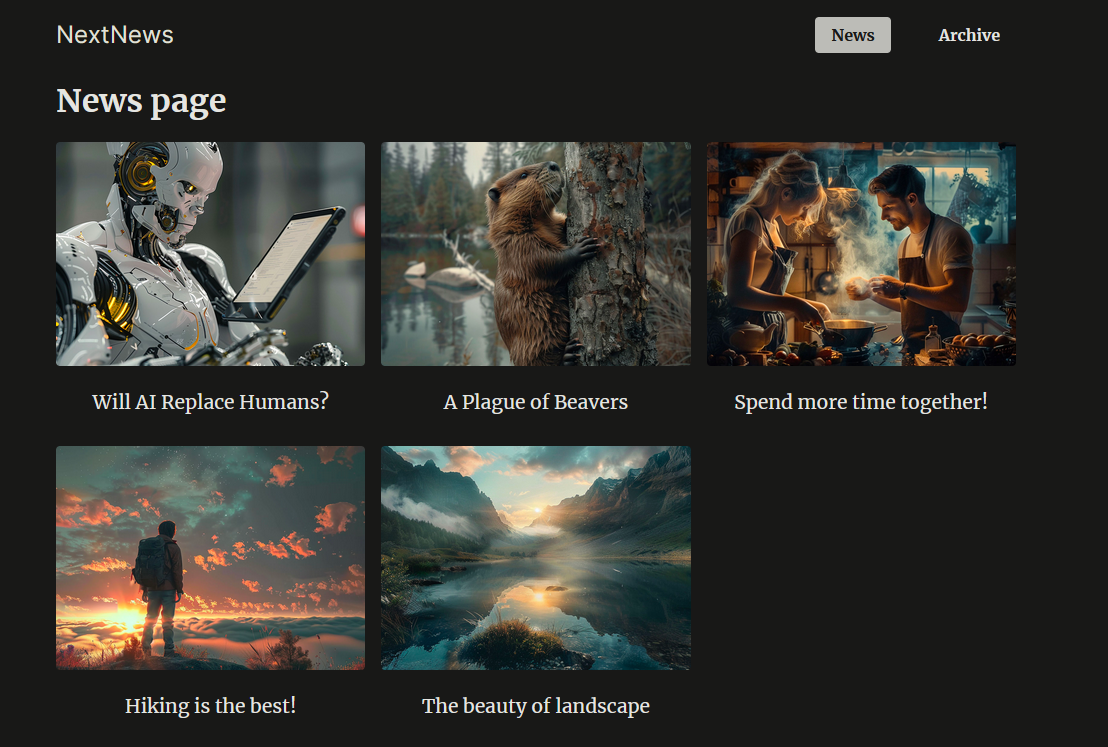 NextNews
News
Archive
News page
Will AI Replace Humans?
A Plague of Beavers
Spend more time together!
Hiking is the best!
The beauty of landscape